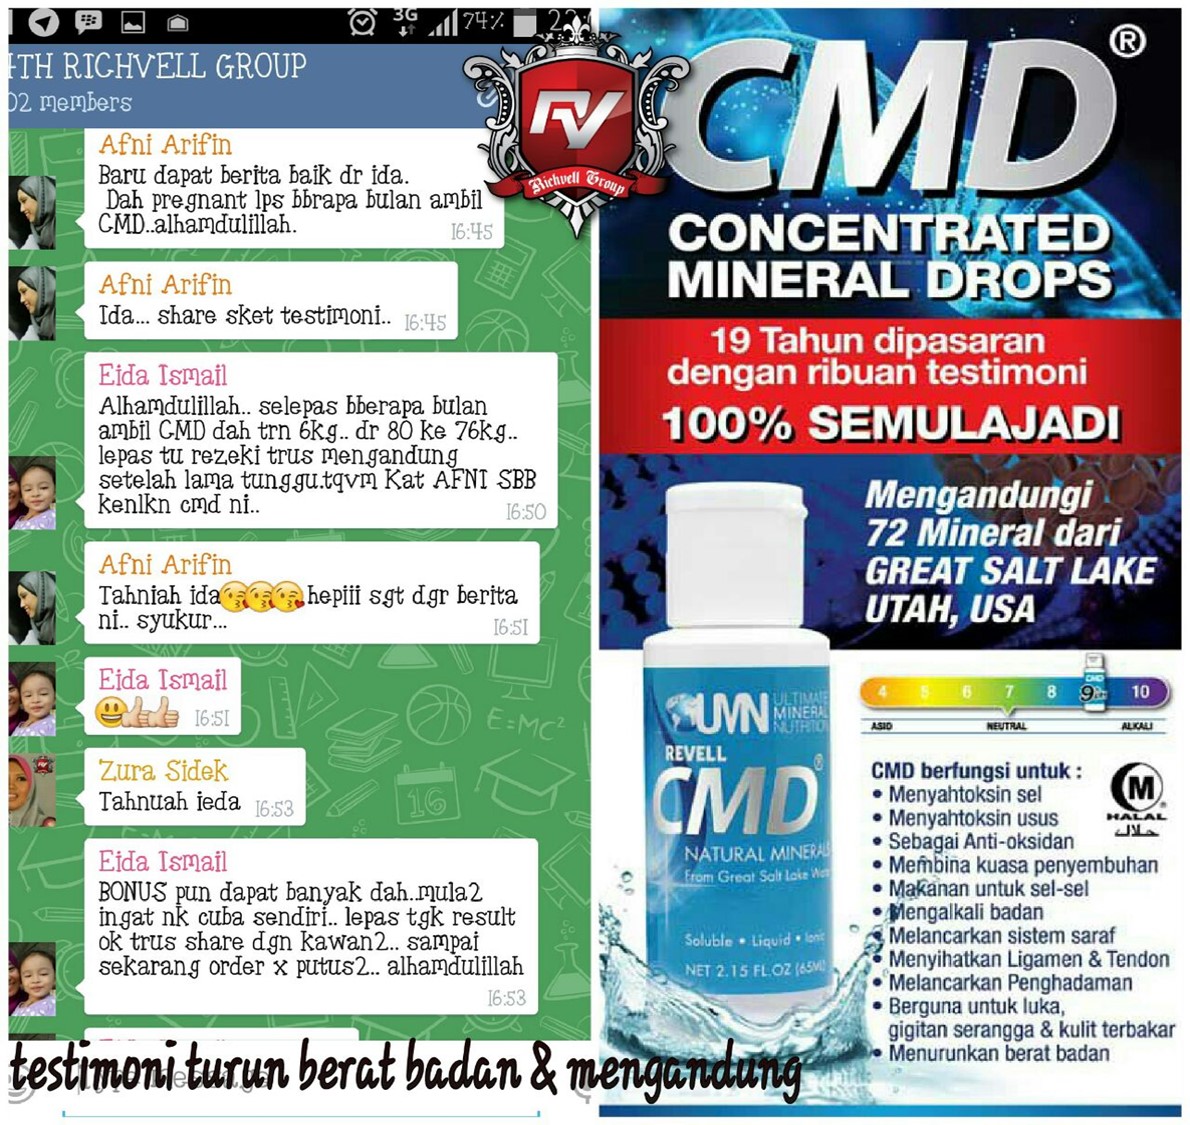 3G 74%
RICHVELL GROUP
members
Afni Arifin
Baru dapat berita baik dr ida.
Dah pregnant lps bbrapa bulan ambil
CMD..alhamdulillah.
16:45
Afni Arifin
Ida... share sket testimoni..
16:45
Eida Ismail
Alhamdulillah.. selepas bberapa bulan
ambil CMD dah trn 6kg.. dr 80 ke 76kg..
lepas tu rezeki trus mengandung
setelah lama tunggu.tqvm Kat AFNI SBB
kenlkn cmd ni..
16:50
Afni Arifin
Tahniah ida😘😘😘hepiii sgt dgr berita
ni.. syukur...
16:51
Eida Ismail
😃👍👍
16:51
Zura Sidek
Tahnuah ieda
16:53
Eida Ismail
BONUS pun dapat banyak dah..mula2
ingat nk cuba sendiri.. lepas tgk result
ok trus share dgn kawan2... sampai
sekarang order x putus2.. alhamdulillah
16:53
testimoni turun berat badan & mengandung
RV
Richvell Group
CMD®
CONCENTRATED
MINERAL DROPS
19 Tahun dipasaran
dengan ribuan testimoni
100% SEMULAJADI
Mengandungi
72 Mineral dari
GREAT SALT LAKE
UTAH, USA
UMN ULTIMATE
MINERAL
NUTRITION
REVELL
CMD®
NATURAL MINERALS
From Great Salt Lake Water
Soluble • Liquid • Ionic
NET 2.15 FL.OZ (65ML)
4 5 6 7 8 10
ASID NEUTRAL ALKALI
CMD berfungsi untuk :
• Menyahtoksin sel
• Menyahtoksin usus
• Sebagai Anti-oksidan
• Membina kuasa penyembuhan
• Makanan untuk sel-sel
• Mengalkali badan
• Melancarkan sistem saraf
• Menyihatkan Ligamen & Tendon
• Melancarkan Penghadaman
• Berguna untuk luka,
gigitan serangga & kulit terbakar
• Menurunkan berat badan
M
HALAL
حلال